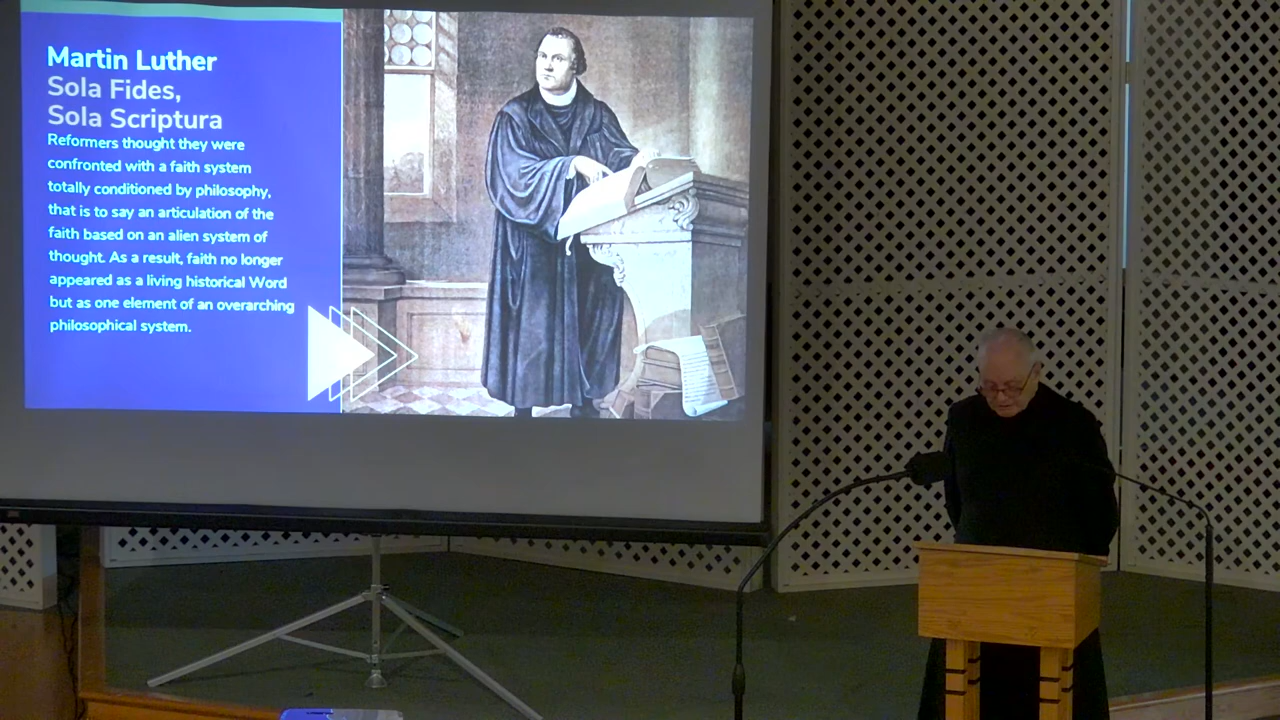 Martin Luther
Sola Fides,
Sola Scriptura
Reformers thought they were
confronted with a faith system
totally conditioned by philosophy,
that is to say an articulation of the
faith based on an alien system of
thought. As a result, faith no longer
appeared as a living historical Word
but as one element of an overarching
philosophical system.